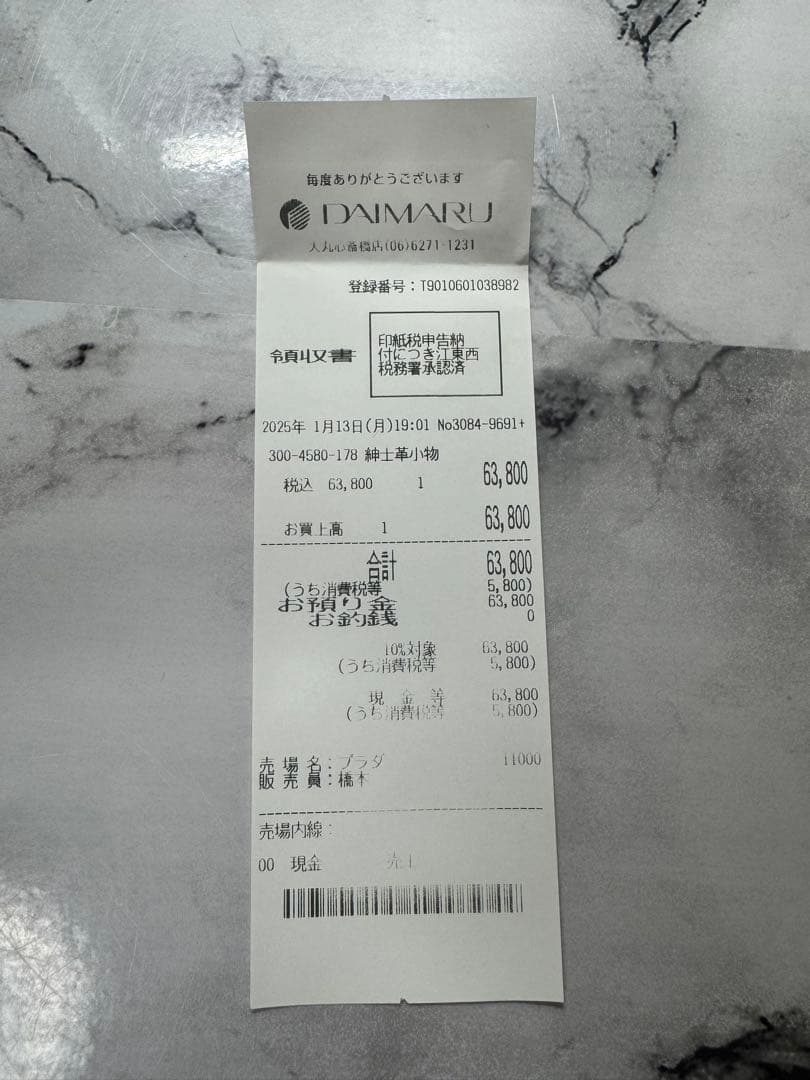 毎度ありがとうございます
DAIMARU
大丸心斎橋店(06)6271-1231
登録番号：T9010601038982
領収書
印紙税申告納
付につき江東西
税務署承認済
2025年 1月13日(月)19:01 No3084-9691+
300-4580-178 紳士革小物
税込 63,800 1 63,800
お買上高 1 63,800
合計 63,800
(うち消費税等 5,800)
お預り金 63,800
お釣銭 0
10%対象 63,800
(うち消費税等 5,800)
現金等 63,800
(うち消費税等 5,800)
売場名：プラダ 11000
販売員：橋本
売場内線：
00 現金 売上